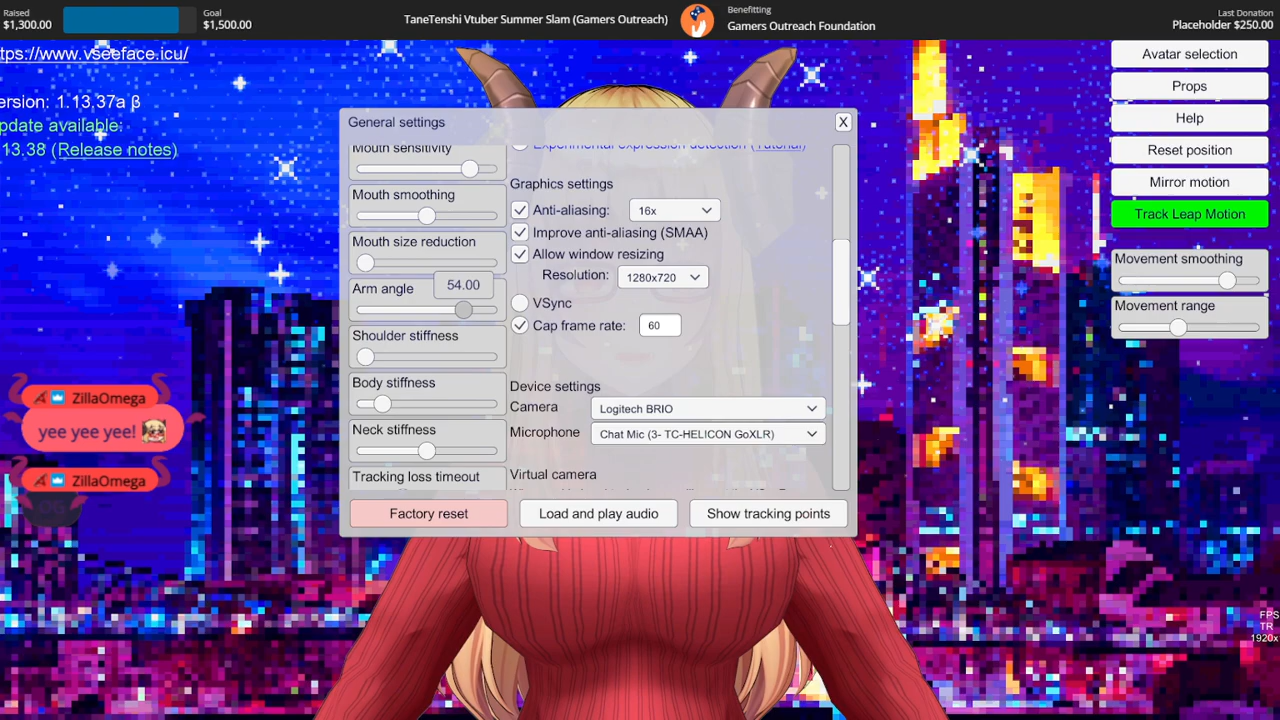 Raised
$1,300.00
Goal
$1,500.00
TaneTenshi Vtuber Summer Slam (Gamers Outreach)
Benefitting
Gamers Outreach Foundation
Last Donation
Placeholder $250.00
tps://www.vseeface.icu/
ersion: 1.13.37a β
pdate available:
13.38 (Release notes)
Avatar selection
Props
Help
Reset position
Mirror motion
Track Leap Motion
Movement smoothing
Movement range
General settings
X
Mouth sensitivity
Mouth smoothing
Mouth size reduction
Arm angle
54.00
Shoulder stiffness
Body stiffness
Neck stiffness
Tracking loss timeout
Experimental expression detection (Tutorial)
Graphics settings
Anti-aliasing: 16x
Improve anti-aliasing (SMAA)
Allow window resizing
Resolution: 1280x720
VSync
Cap frame rate: 60
Device settings
Camera Logitech BRIO
Microphone Chat Mic (3- TC-HELICON GoXLR)
Virtual camera
Factory reset
Load and play audio
Show tracking points
ZillaOmega
yee yee yee!
ZillaOmega
FPS
TR
1920x